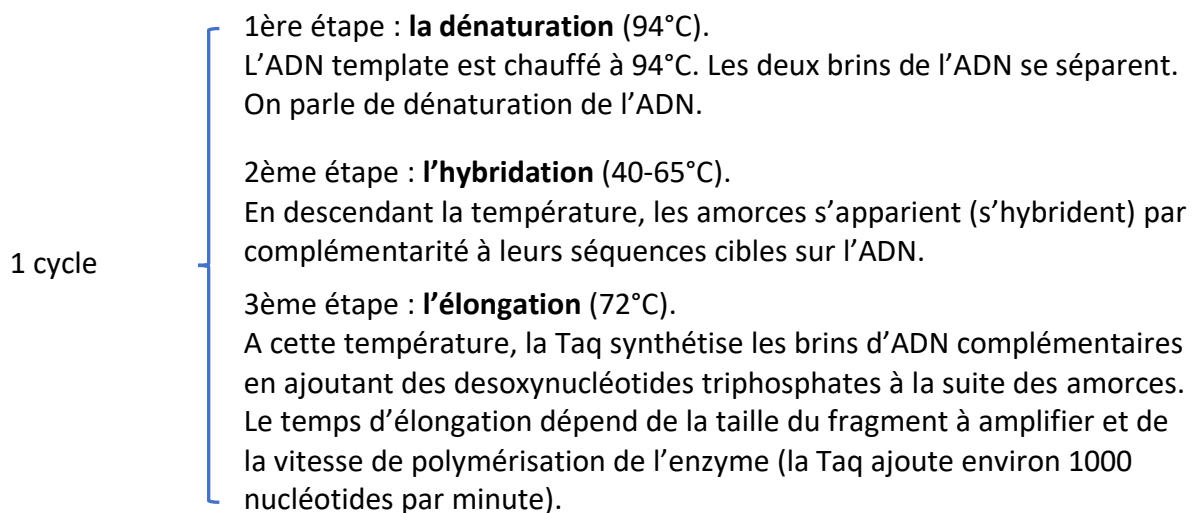 1ère étape : la dénaturation (94°C).
L’ADN template est chauffé à 94°C. Les deux brins de l’ADN se séparent.
On parle de dénaturation de l’ADN.
2ème étape : l’hybridation (40-65°C).
En descendant la température, les amorces s’apparient (s’hybrident) par
complémentarité à leurs séquences cibles sur l’ADN.
1 cycle
3ème étape : l’élongation (72°C).
A cette température, la Taq synthétise les brins d’ADN complémentaires
en ajoutant des desoxynucléotides triphosphates à la suite des amorces.
Le temps d’élongation dépend de la taille du fragment à amplifier et de
la vitesse de polymérisation de l’enzyme (la Taq ajoute environ 1000
nucléotides par minute).